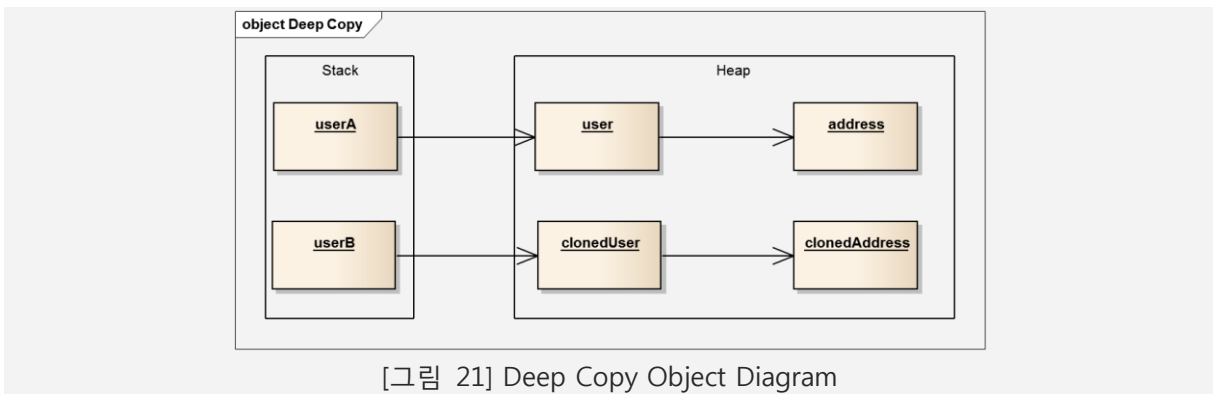 object Deep Copy
Stack
Heap
userA
user
address
userB
clonedUser
clonedAddress
[그림 21] Deep Copy Object Diagram